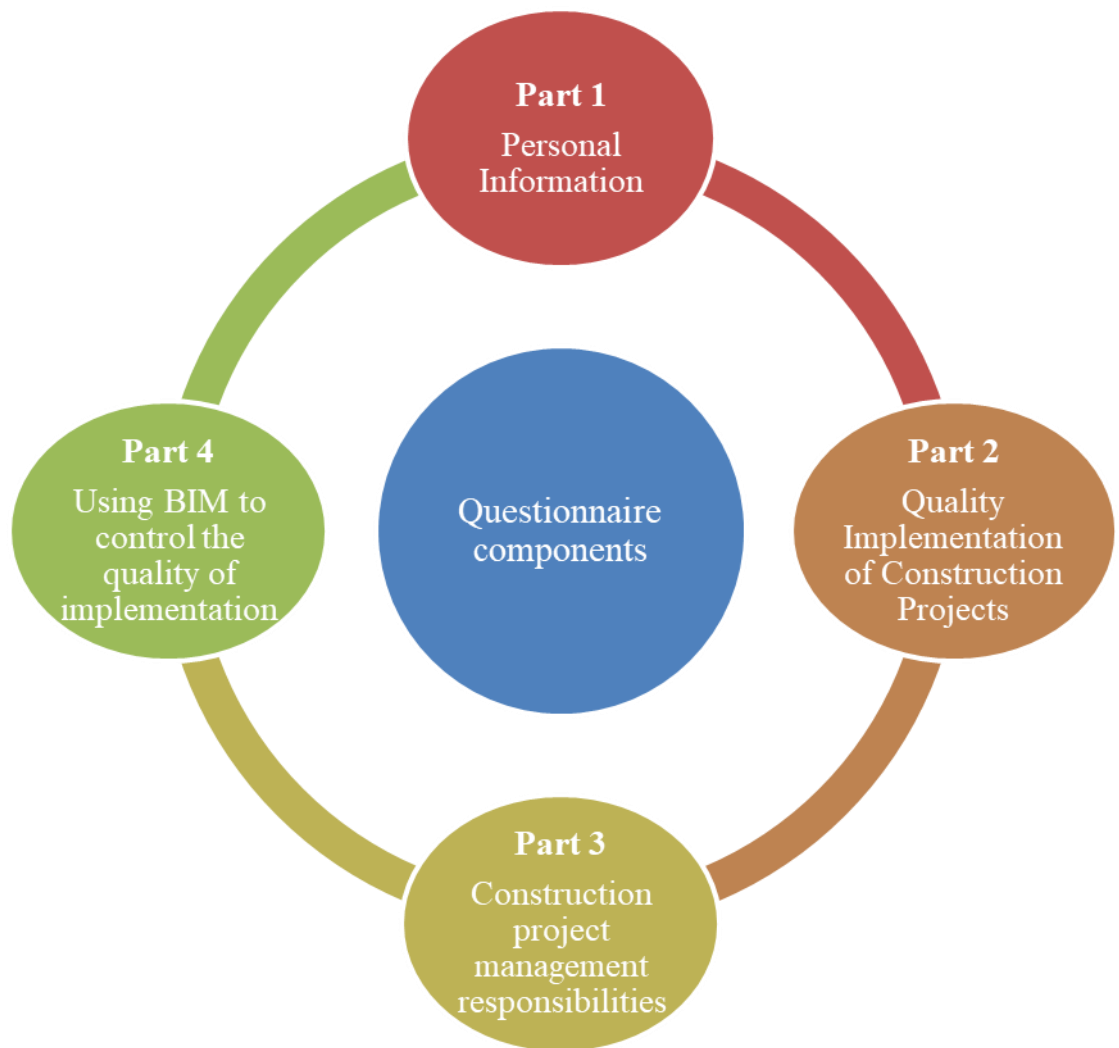 Part 1
Personal
Information
Part 2
Quality
Implementation
of Construction
Projects
Part 3
Construction
project
management
responsibilities
Part 4
Using BIM to
control the
quality of
implementation
Questionnaire
components